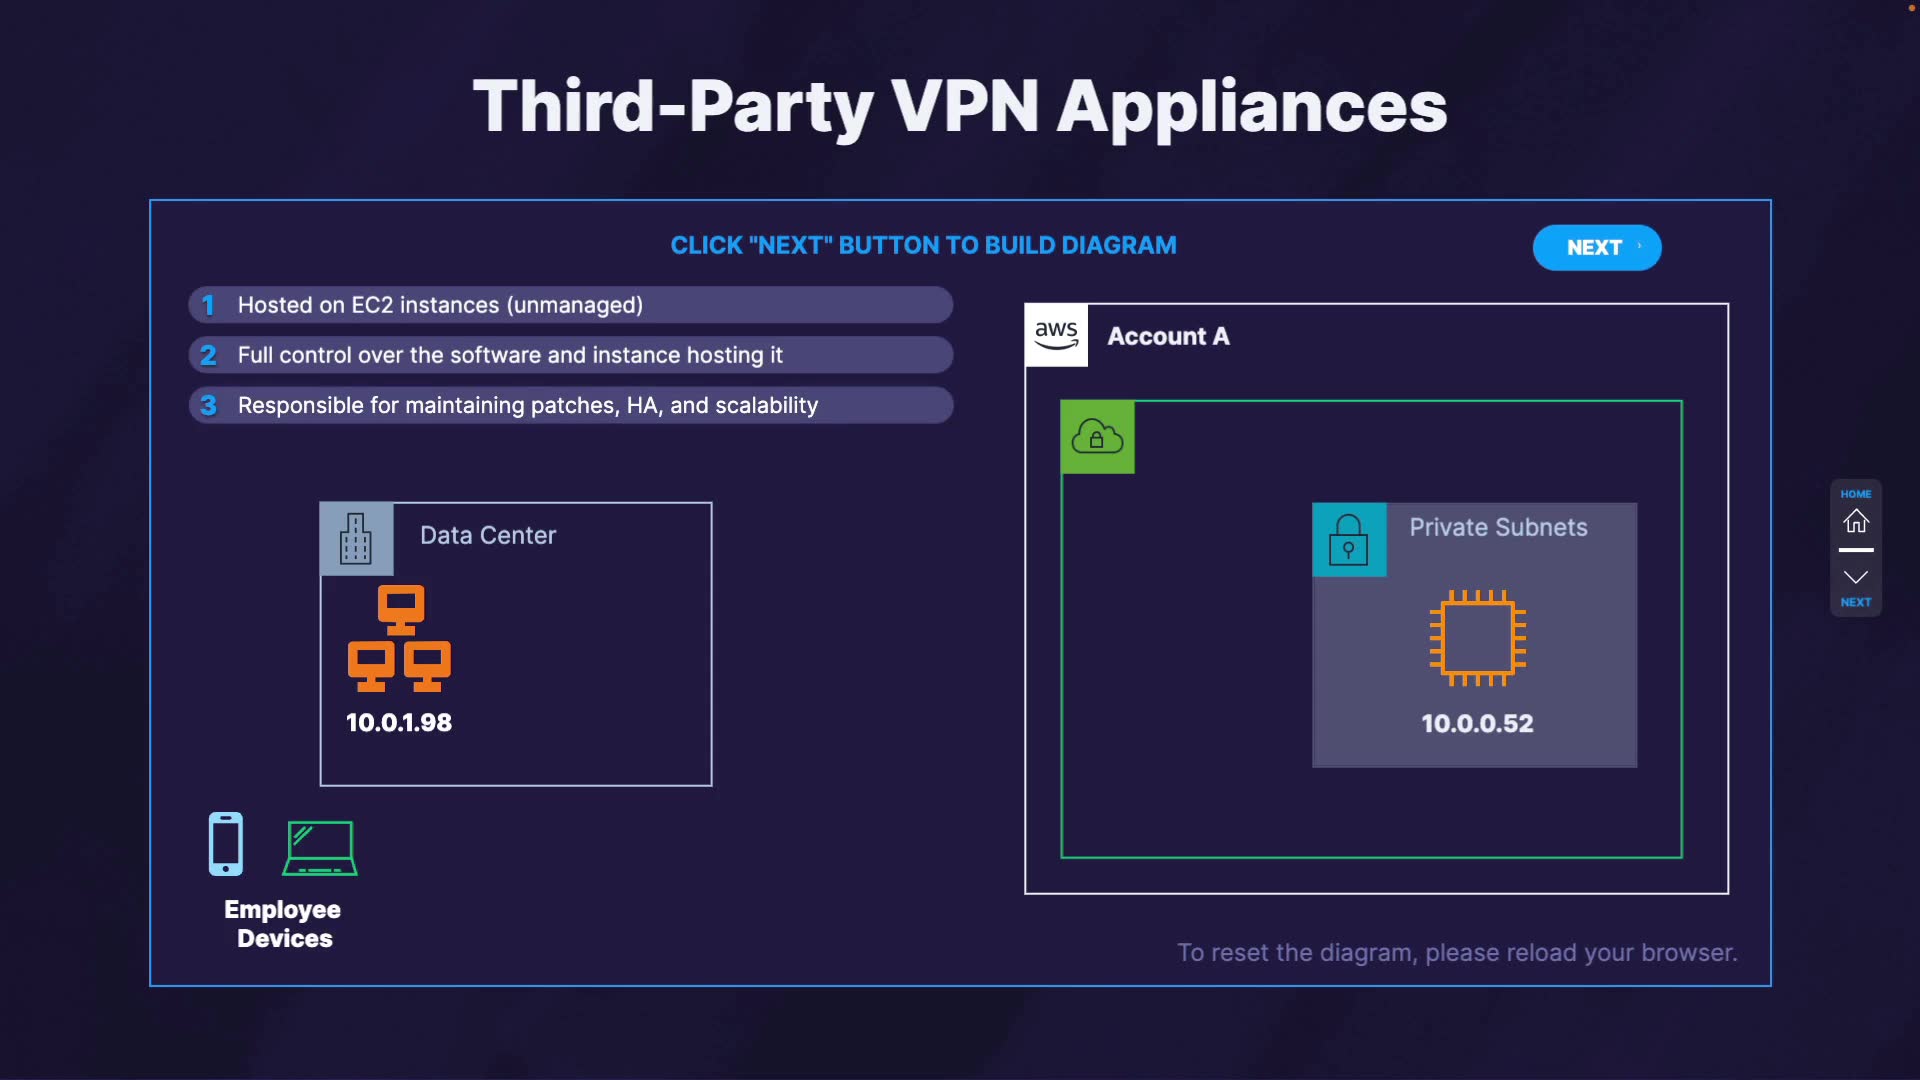 Third-Party VPN Appliances
CLICK "NEXT" BUTTON TO BUILD DIAGRAM
NEXT ›
1 Hosted on EC2 instances (unmanaged)
2 Full control over the software and instance hosting it
3 Responsible for maintaining patches, HA, and scalability
aws
Account A
Data Center
10.0.1.98
Private Subnets
10.0.0.52
Employee
Devices
To reset the diagram, please reload your browser.
HOME
NEXT